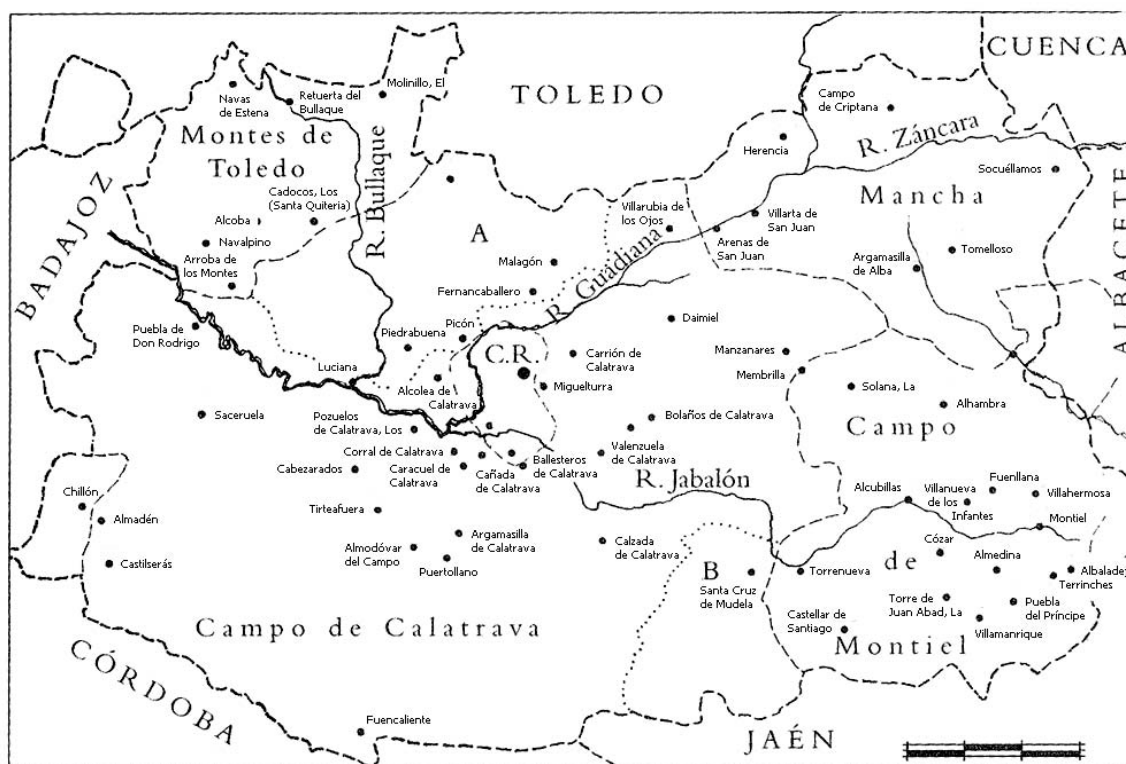 CUENCA
TOLEDO
Molinillo, El
Navas
de Estena
Retuerta del
Bullaque
Campo
de Criptana
Montes de
Toledo
R. Bullaque
Herencia
R. Záncara
Socuéllamos
BADAJOZ
ALBACETE
Cadocos, Los
(Santa Quiteria)
Mancha
Alcoba
A
Villarubia de
los Ojos
Villarta de
San Juan
Navalpino
Arenas de
San Juan
Tomelloso
Arroba de
los Montes
Malagón
R. Guadiana
Argamasilla
de Alba
Fernancaballero
Puebla de
Don Rodrigo
Piedrabuena
Picón
Daimiel
C.R.
Carrión de
Calatrava
Manzanares
Luciana
Membrilla
Alcolea de
Calatrava
Miguelturra
Solana, La
Alhambra
Saceruela
Pozuelos
de Calatrava, Los
Bolaños de Calatrava
Campo
Corral de Calatrava
Valenzuela
de Calatrava
Cabezarados
Caracuel de
Calatrava
Cañada
de Calatrava
Ballesteros
de Calatrava
R. Jabalón
Chillón
Alcubillas
Villanueva
de los
Infantes
Fuenllana
Villahermosa
Almadén
Tirteafuera
Montiel
Argamasilla
de Calatrava
Calzada
de Calatrava
Cózar
Castilserás
Almodóvar
del Campo
Puertollano
B
Santa Cruz
de Mudela
Torrenueva
de
Almedina
Albaladej
Terrinches
Torre de
Juan Abad, La
Puebla
del Príncipe
Campo de Calatrava
Castellar de
Santiago
Villamanrique
Montiel
CÓRDOBA
Fuencaliente
JAÉN